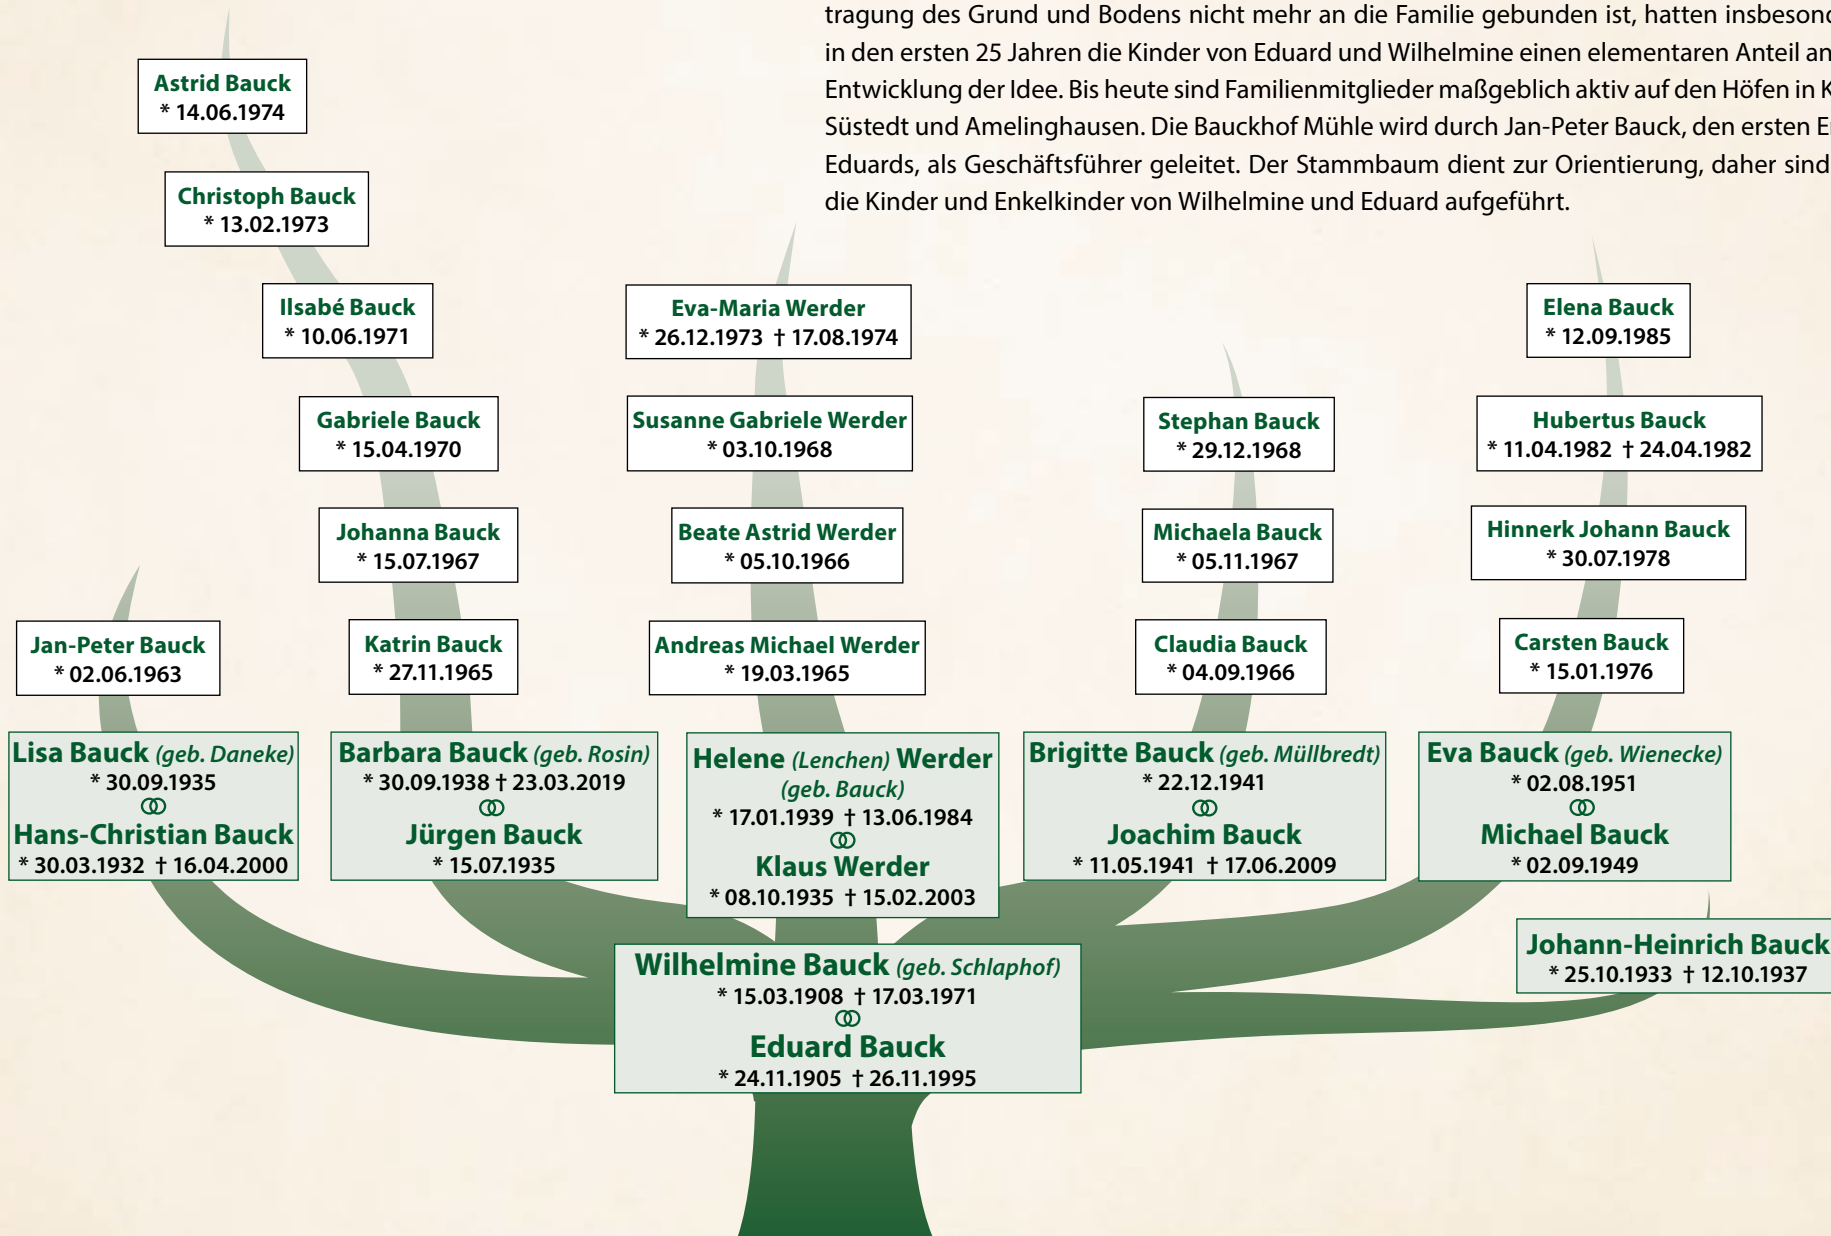 tragung des Grund und Bodens nicht mehr an die Familie gebunden ist, hatten
in den ersten 25 Jahren die Kinder von Eduard und Wilhelmine einen elementaren Anteil an
Entwicklung der Idee. Bis heute sind Familienmitglieder maßgeblich aktiv auf den Höfen in
Süstedt und Amelinghausen. Die Bauckhof Mühle wird durch Jan-Peter Bauck, den ersten
Eduards, als Geschäftsführer geleitet. Der Stammbaum dient zur Orientierung, daher sind
die Kinder und Enkelkinder von Wilhelmine und Eduard aufgeführt.
Astrid Bauck
* 14.06.1974
Christoph Bauck
* 13.02.1973
Ilsabé Bauck
* 10.06.1971
Gabriele Bauck
* 15.04.1970
Johanna Bauck
* 15.07.1967
Katrin Bauck
* 27.11.1965
Jan-Peter Bauck
* 02.06.1963
Eva-Maria Werder
* 26.12.1973 † 17.08.1974
Susanne Gabriele Werder
* 03.10.1968
Beate Astrid Werder
* 05.10.1966
Andreas Michael Werder
* 19.03.1965
Stephan Bauck
* 29.12.1968
Michaela Bauck
* 05.11.1967
Claudia Bauck
* 04.09.1966
Elena Bauck
* 12.09.1985
Hubertus Bauck
* 11.04.1982 † 24.04.1982
Hinnerk Johann Bauck
* 30.07.1978
Carsten Bauck
* 15.01.1976
Lisa Bauck (geb. Daneke)
* 30.09.1935
Hans-Christian Bauck
* 30.03.1932 † 16.04.2000
Barbara Bauck (geb. Rosin)
* 30.09.1938 † 23.03.2019
Jürgen Bauck
* 15.07.1935
Helene (Lenchen) Werder
(geb. Bauck)
* 17.01.1939 † 13.06.1984
Klaus Werder
* 08.10.1935 † 15.02.2003
Brigitte Bauck (geb. Müllbredt)
* 22.12.1941
Joachim Bauck
* 11.05.1941 † 17.06.2009
Eva Bauck (geb. Wienecke)
* 02.08.1951
Michael Bauck
* 02.09.1949
Johann-Heinrich Bauck
* 25.10.1933 † 12.10.1937
Wilhelmine Bauck (geb. Schlaphof)
* 15.03.1908 † 17.03.1971
Eduard Bauck
* 24.11.1905 † 26.11.1995